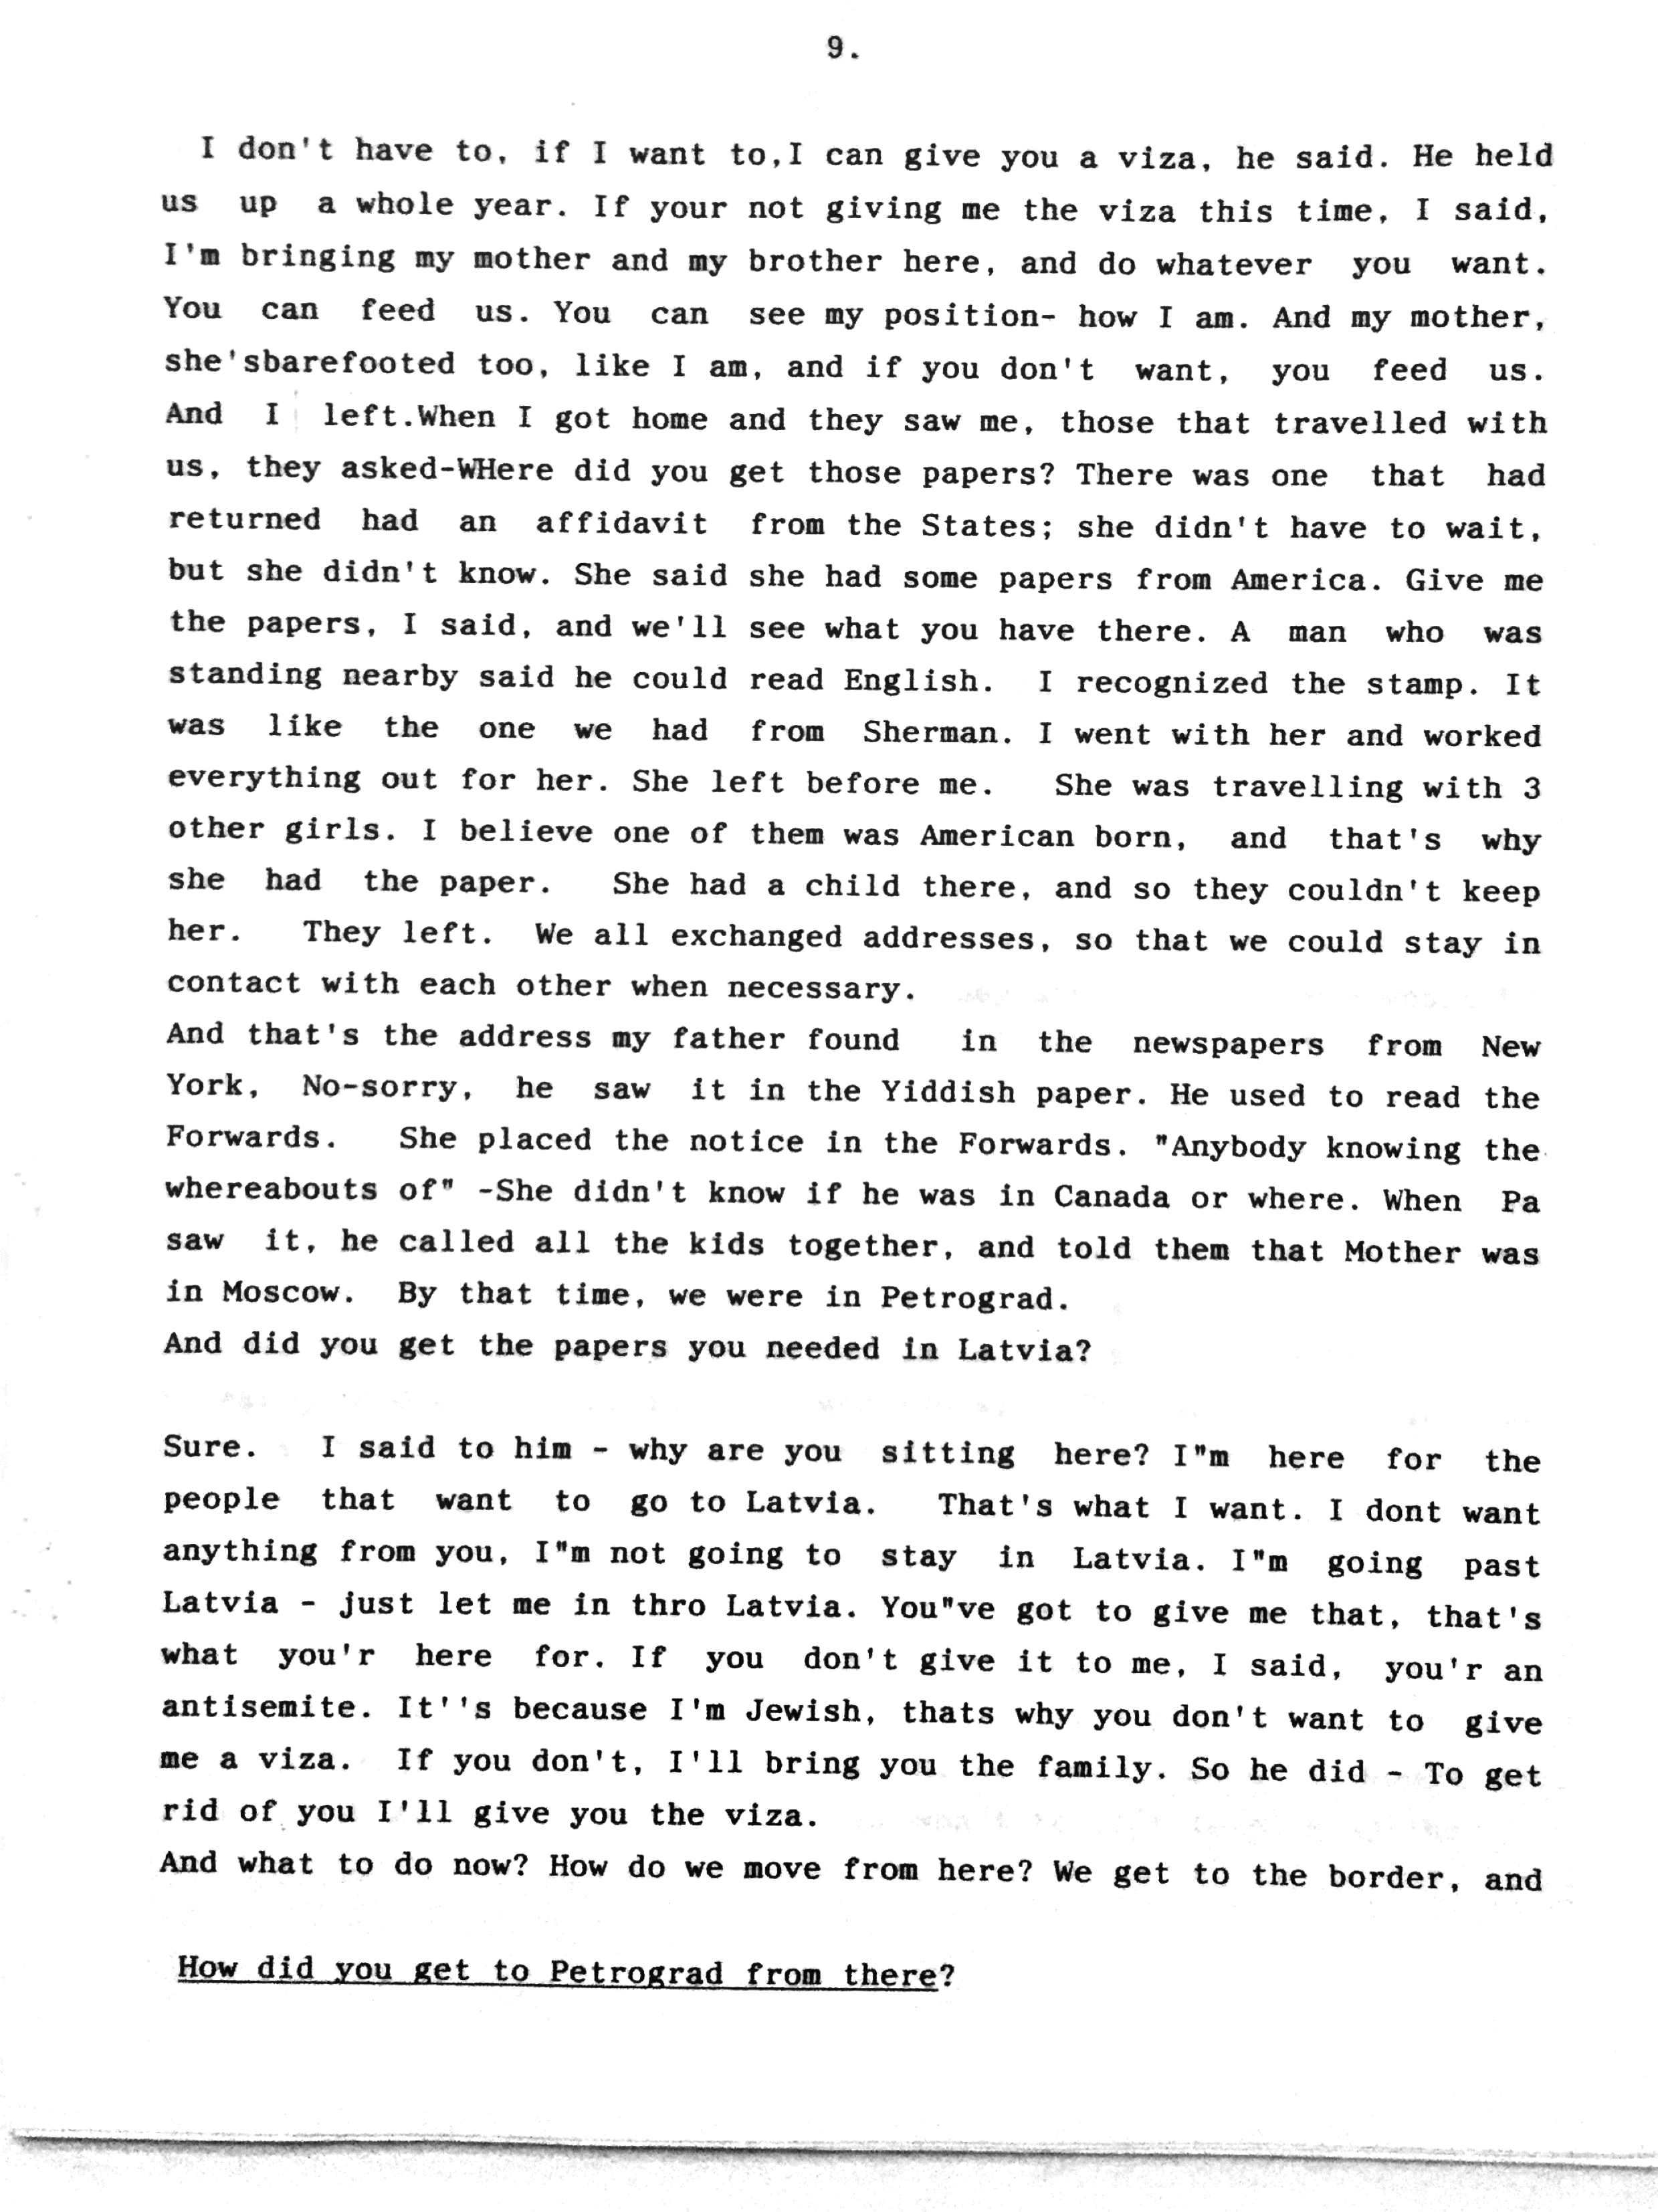 9.
I don't have to, if I want to,I can give you a viza, he said. He held
us up a whole year. If your not giving me the viza this time, I said,
I'm bringing my mother and my brother here, and do whatever you want.
You can feed us. You can see my position- how I am. And my mother,
she'sbarefooted too, like I am, and if you don't want, you feed us.
And I left.When I got home and they saw me, those that travelled with
us, they asked-WHere did you get those papers? There was one that had
returned had an affidavit from the States; she didn't have to wait,
but she didn't know. She said she had some papers from America. Give me
the papers, I said, and we'll see what you have there. A man who was
standing nearby said he could read English. I recognized the stamp. It
was like the one we had from Sherman. I went with her and worked
everything out for her. She left before me. She was travelling with 3
other girls. I believe one of them was American born, and that's why
she had the paper. She had a child there, and so they couldn't keep
her. They left. We all exchanged addresses, so that we could stay in
contact with each other when necessary.
And that's the address my father found in the newspapers from New
York, No-sorry, he saw it in the Yiddish paper. He used to read the
Forwards. She placed the notice in the Forwards. "Anybody knowing the
whereabouts of" -She didn't know if he was in Canada or where. When Pa
saw it, he called all the kids together, and told them that Mother was
in Moscow. By that time, we were in Petrograd.
And did you get the papers you needed in Latvia?
Sure. I said to him - why are you sitting here? I"m here for the
people that want to go to Latvia. That's what I want. I dont want
anything from you, I"m not going to stay in Latvia. I"m going past
Latvia - just let me in thro Latvia. You"ve got to give me that, that's
what you'r here for. If you don't give it to me, I said, you'r an
antisemite. It''s because I'm Jewish, thats why you don't want to give
me a viza. If you don't, I'll bring you the family. So he did - To get
rid of you I'll give you the viza.
And what to do now? How do we move from here? We get to the border, and
How did you get to Petrograd from there?